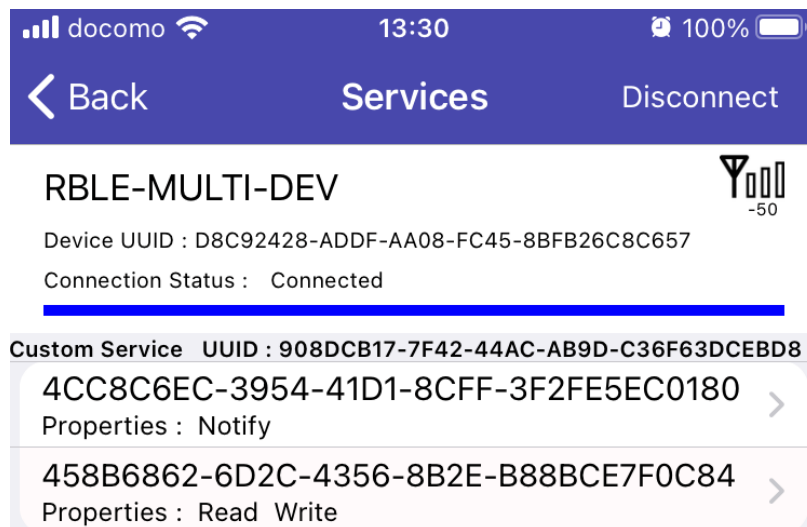 docomo 13:30 100%
Back Services Disconnect
RBLE-MULTI-DEV
-50
Device UUID : D8C92428-ADDF-AA08-FC45-8BFB26C8C657
Connection Status : Connected
Custom Service UUID : 908DCB17-7F42-44AC-AB9D-C36F63DCEBD8
4CC8C6EC-3954-41D1-8CFF-3F2FE5EC0180
Properties : Notify
458B6862-6D2C-4356-8B2E-B88BCE7F0C84
Properties : Read Write